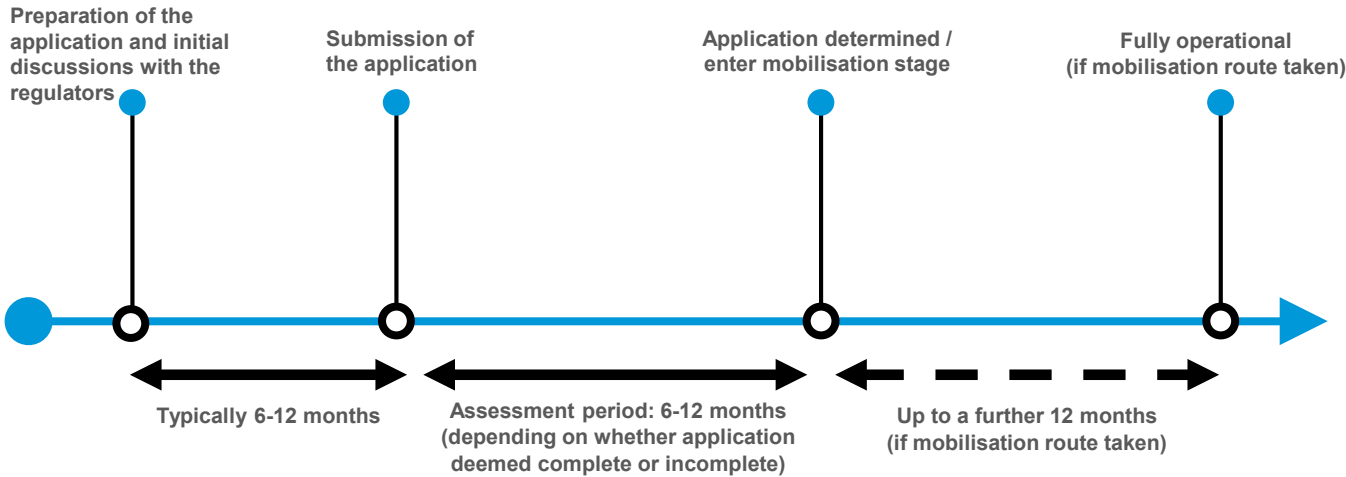 Preparation of the
application and initial
discussions with the
regulators
Submission of
the application
Application determined /
enter mobilisation stage
Fully operational
(if mobilisation route taken)
Typically 6-12 months
Assessment period: 6-12 months
(depending on whether application
deemed complete or incomplete)
Up to a further 12 months
(if mobilisation route taken)